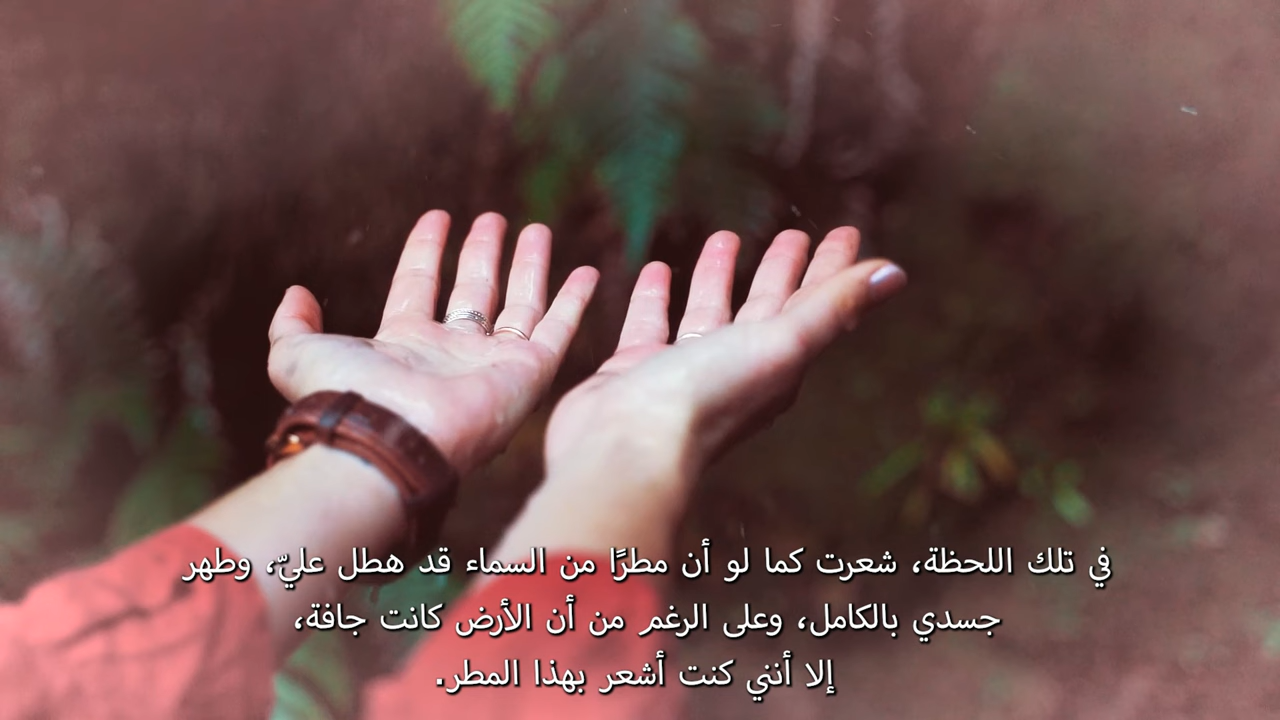 في تلك اللحظة، شعرت كما لو أن مطرًا من السماء قد هطل عليّ، وطهر
جسدي بالكامل، وعلى الرغم من أن الأرض كانت جافة،
إلا أنني كنت أشعر بهذا المطر.